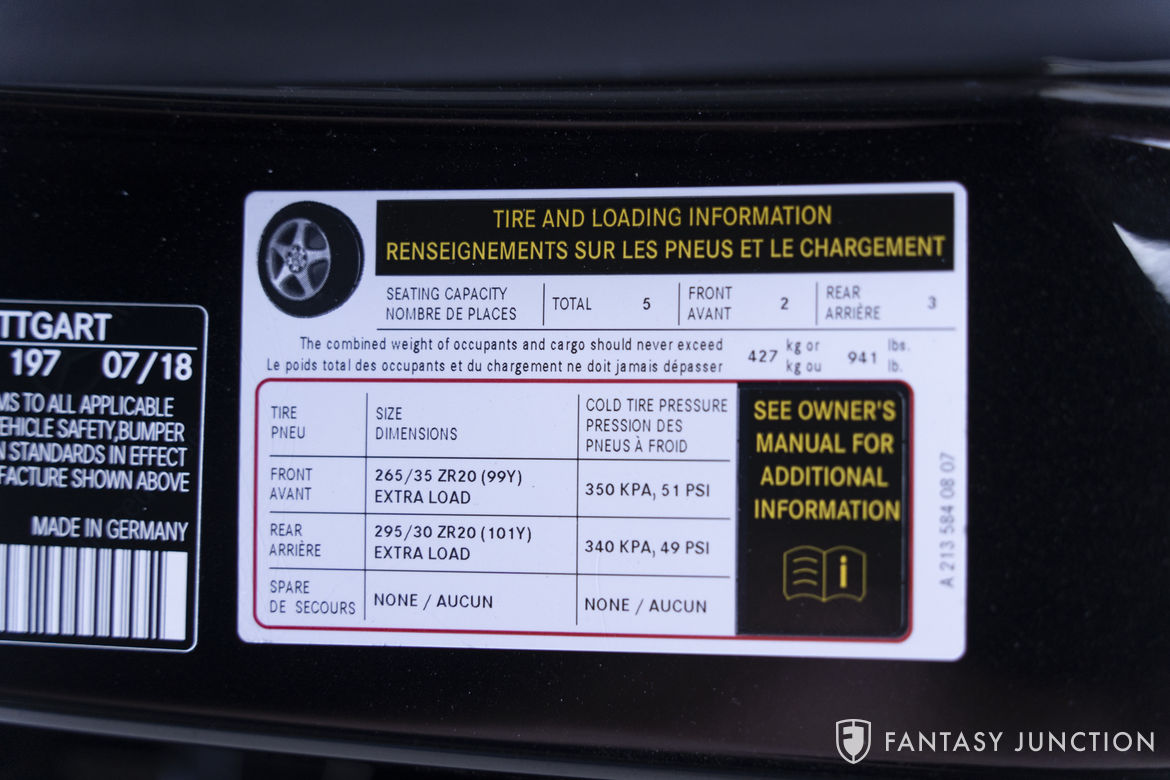 TTGART
197 07/18
MS TO ALL APPLICABLE
EHICLE SAFETY,BUMPER
N STANDARDS IN EFFECT
FACTURE SHOWN ABOVE
MADE IN GERMANY
TIRE AND LOADING INFORMATION
RENSEIGNEMENTS SUR LES PNEUS ET LE CHARGEMENT
SEATING CAPACITY
NOMBRE DE PLACES
TOTAL 5
FRONT
AVANT
2
REAR
ARRIÈRE
3
The combined weight of occupants and cargo should never exceed
Le poids total des occupants et du chargement ne doit jamais dépasser
427
kg or
kg ou
941
lbs.
lb.
TIRE
PNEU
SIZE
DIMENSIONS
COLD TIRE PRESSURE
PRESSION DES
PNEUS À FROID
FRONT
AVANT
265/35 ZR20 (99Y)
EXTRA LOAD
350 KPA, 51 PSI
REAR
ARRIÈRE
295/30 ZR20 (101Y)
EXTRA LOAD
340 KPA, 49 PSI
SPARE
DE SECOURS
NONE / AUCUN
NONE / AUCUN
SEE OWNER'S
MANUAL FOR
ADDITIONAL
INFORMATION
i
A 213 584 08 07
FANTASY JUNCTION